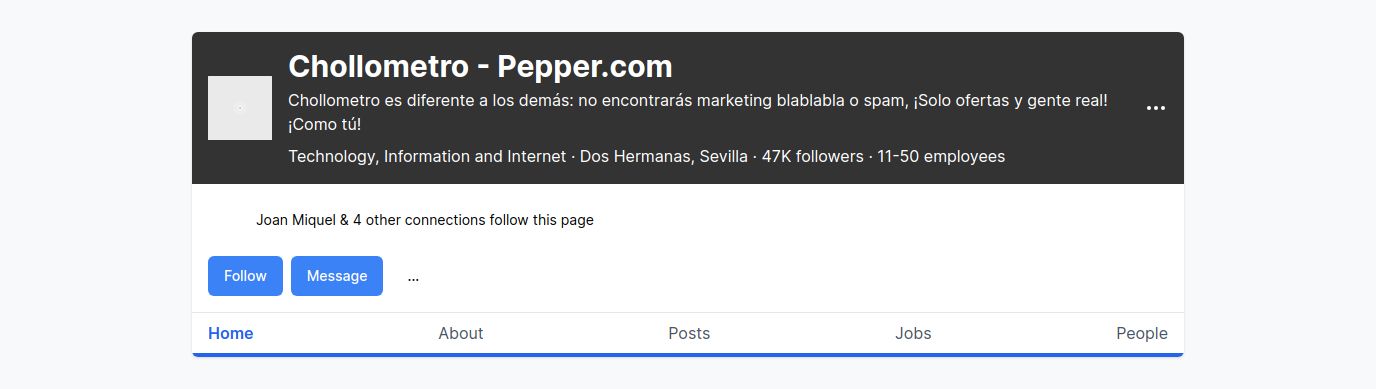 Chollometro - Pepper.com
Chollometro es diferente a los demás: no encontrarás marketing blablabla o spam, ¡Solo ofertas y gente real!
¡Como tú!
Technology, Information and Internet · Dos Hermanas, Sevilla · 47K followers · 11-50 employees
Joan Miquel & 4 other connections follow this page
Follow Message ...
Home About Posts Jobs People